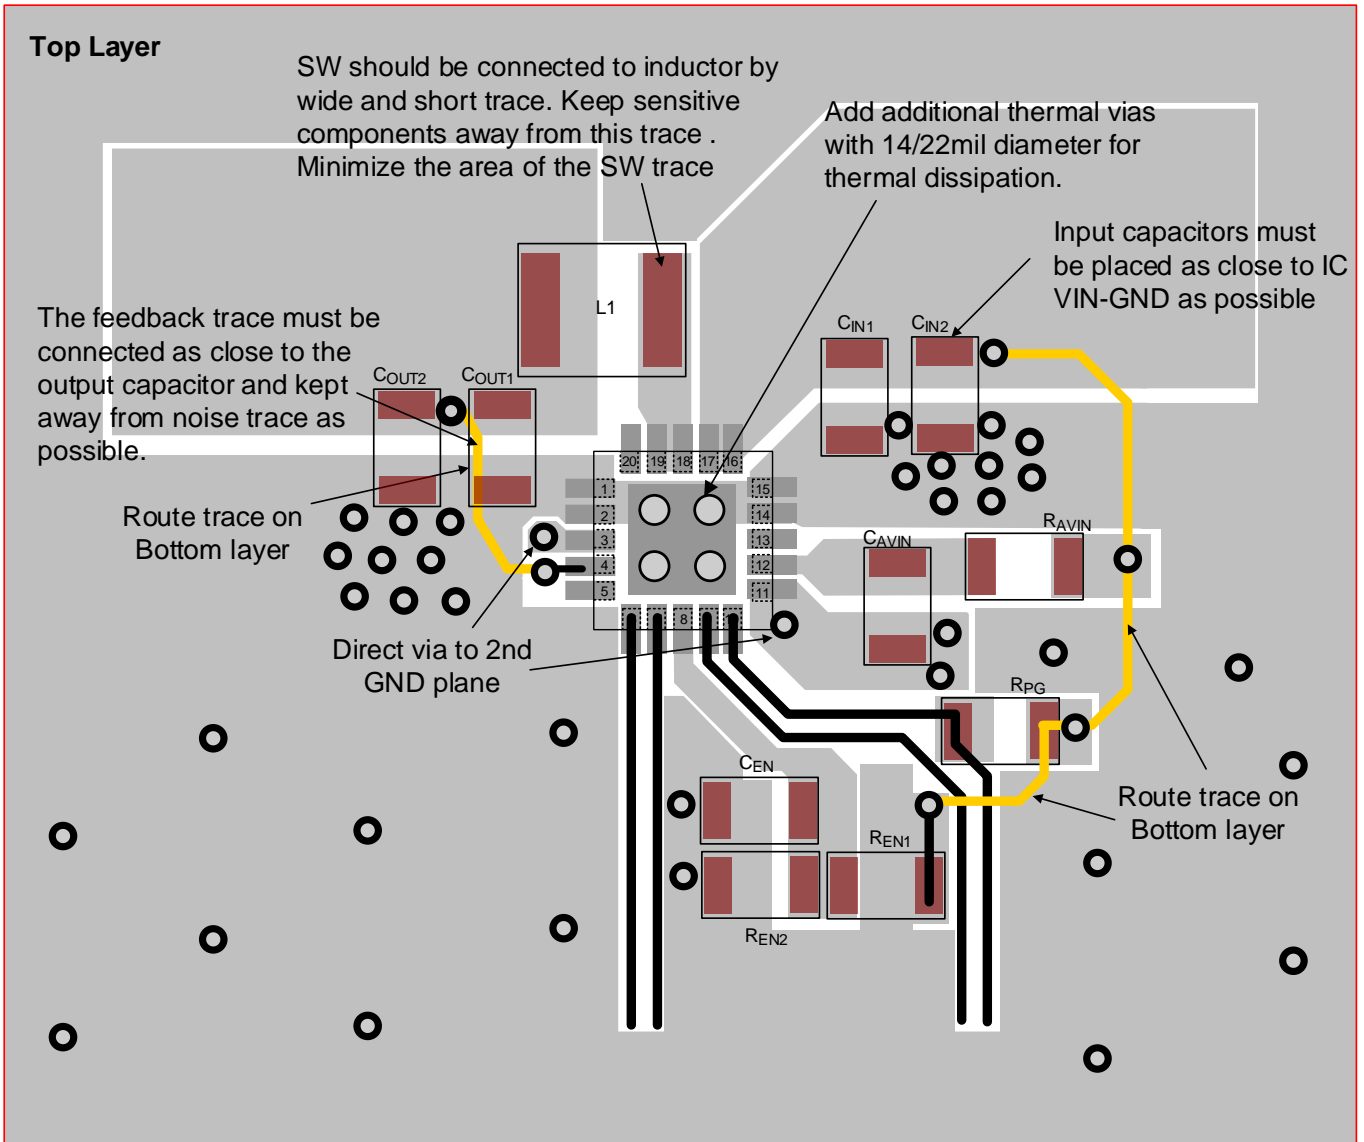 Top Layer
SW should be connected to inductor by
wide and short trace. Keep sensitive
components away from this trace .
Minimize the area of the SW trace
Add additional thermal vias
with 14/22mil diameter for
thermal dissipation.
Input capacitors must
be placed as close to IC
VIN-GND as possible
The feedback trace must be
connected as close to the
output capacitor and kept
away from noise trace as
possible.
L1
CIN1
CIN2
COUT2
COUT1
20 19 18 17 16
1
2
3
4
5
15
14
13
12
11
8
Route trace on
Bottom layer
CAVIN
RAVIN
Direct via to 2nd
GND plane
RPG
CEN
REN1
REN2
Route trace on
Bottom layer